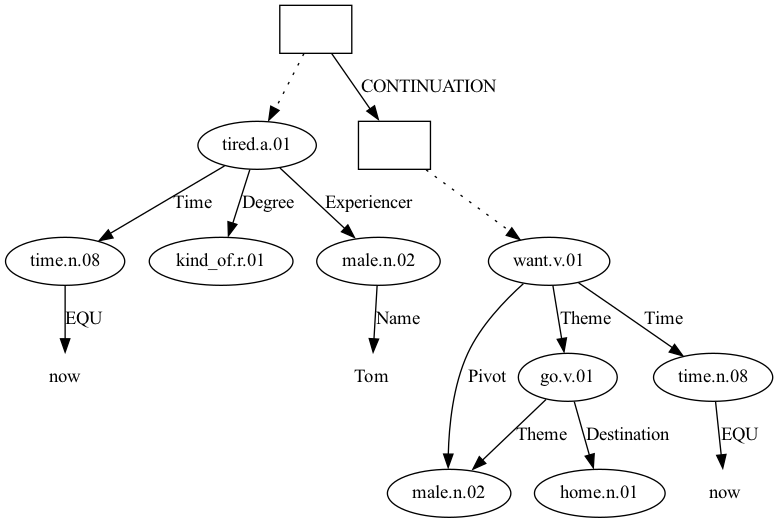 CONTINUATION
tired.a.01
Time
Degree
Experiencer
time.n.08
kind_of.r.01
male.n.02
want.v.01
EQU
Name
Theme
Time
now
Tom
Pivot
go.v.01
time.n.08
Theme
Destination
EQU
male.n.02
home.n.01
now